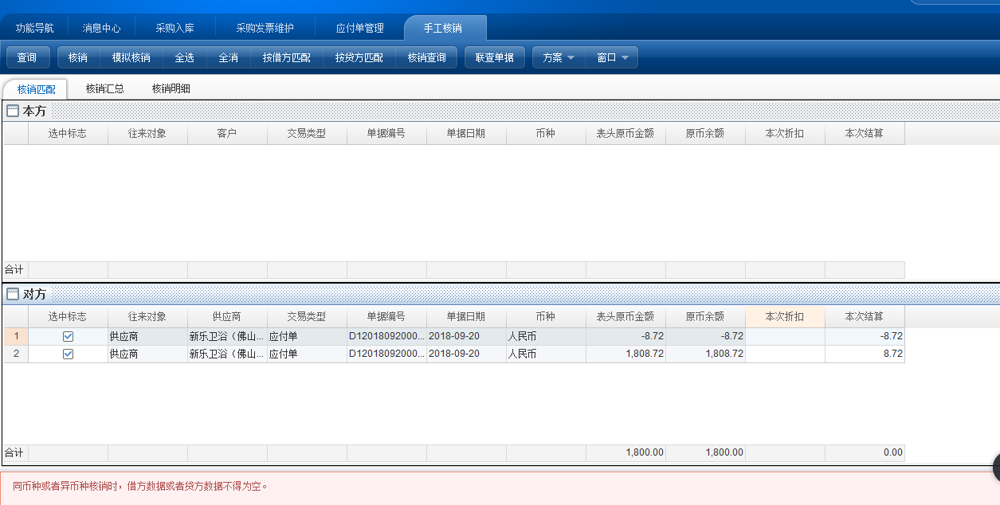 功能导航 消息中心 采购入库 采购发票维护 应付单管理 手工核销
查询 核销 模拟核销 全选 全消 按借方匹配 按贷方匹配 核销查询 联查单据 方案 窗口
核销匹配 核销汇总 核销明细
本方
选中标志 往来对象 客户 交易类型 单据编号 单据日期 币种 表头原币金额 原币余额 本次折扣 本次结算
合计
对方
选中标志 往来对象 供应商 交易类型 单据编号 单据日期 币种 表头原币金额 原币余额 本次折扣 本次结算
1 供应商 新乐卫浴（佛山... 应付单 D12018092000... 2018-09-20 人民币 -8.72 -8.72 -8.72
2 供应商 新乐卫浴（佛山... 应付单 D12018092000... 2018-09-20 人民币 1,808.72 1,808.72 8.72
合计 1,800.00 1,800.00 0.00
同币种或者异币种核销时，借方数据或者贷方数据不得为空。